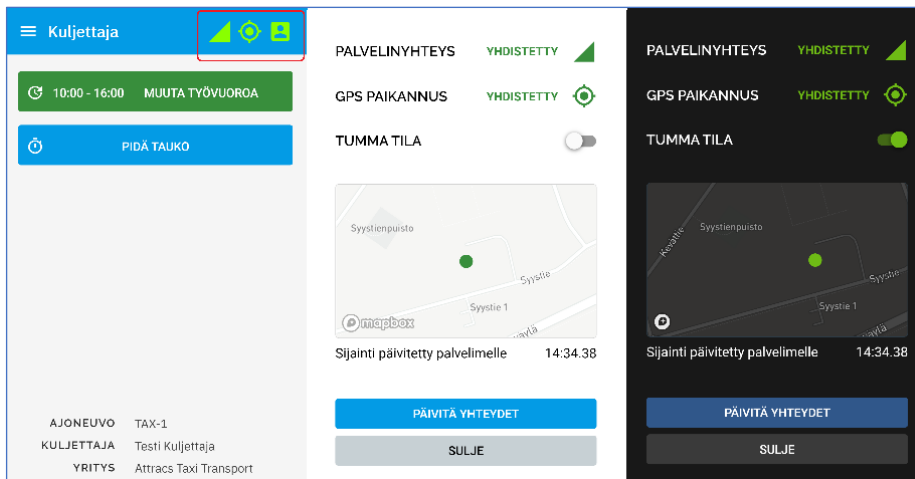 Kuljettaja
10:00 - 16:00 MUUTA TYÖVUOROA
PIDÄ TAUKO
AJONEUVO TAX-1
KULJETTAJA Testi Kuljettaja
YRITYS Attracs Taxi Transport
PALVELINYHTEYS YHDISTETTY
GPS PAIKANNUS YHDISTETTY
TUMMA TILA
Syystienpuisto
Syystie
Syystie 1
mapbox
Sijainti päivitetty palvelimelle 14:34.38
PÄIVITÄ YHTEYDET
SULJE
PALVELINYHTEYS YHDISTETTY
GPS PAIKANNUS YHDISTETTY
TUMMA TILA
Syystienpuisto
Syystie
Syystie 1
Sijainti päivitetty palvelimelle 14:34.38
PÄIVITÄ YHTEYDET
SULJE